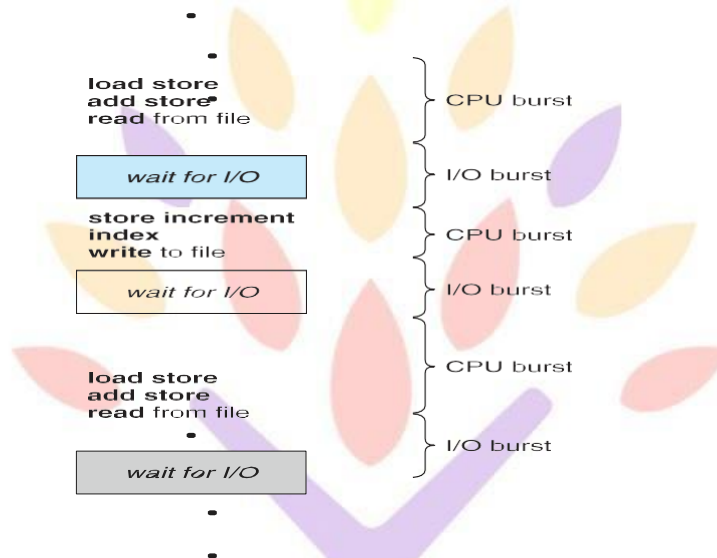 load store
add store
read from file
CPU burst
wait for I/O
I/O burst
store increment
index
write to file
CPU burst
wait for I/O
I/O burst
load store
add store
read from file
CPU burst
wait for I/O
I/O burst